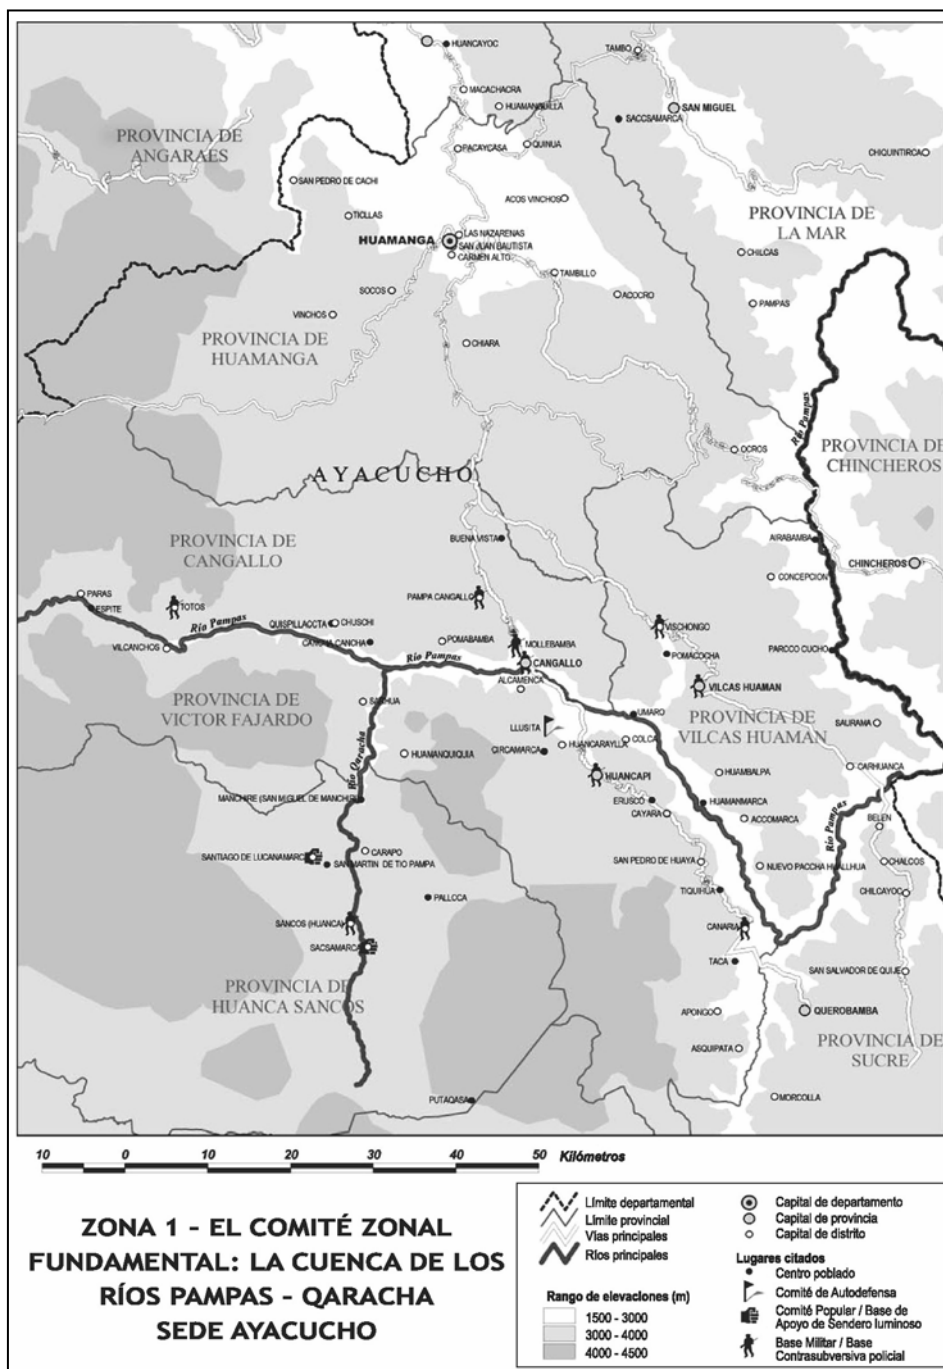 HUANCAYOC
TAMBO
MACACHACRA
HUAMANGUILLA
SAN MIGUEL
SACCSAMARCA
PROVINCIA DE
ANGARAES
PACAYCASA
QUINUA
CHIQUINTIRCA
SAN PEDRO DE CACHI
ACOS VINCHOS
TICLLAS
PROVINCIA DE
LA MAR
LAS NAZARENAS
HUAMANGA
SAN JUAN BAUTISTA
CARMEN ALTO
CHILCAS
TAMBILLO
SOCOS
ACOCRO
PAMPAS
VINCHOS
PROVINCIA DE
HUAMANGA
CHIARA
Río Pampas
PROVINCIA DE
CHINCHEROS
OCROS
AYACUCHO
PROVINCIA DE
CANGALLO
BUENA VISTA
AIRABAMBA
CHINCHEROS
CONCEPCION
PARAS
PAMPA CANGALLO
ESPITE
TOTOS
Río Pampas
QUISPILLACCTA
CHUSCHI
VISCHONGO
CANCHA CANCHA
POMABAMBA
MOLLEBAMBA
VILCANCHOS
Río Pampas
POMACOCHA
PARCCO CUCHO
CANGALLO
ALCAMENCA
VILCAS HUAMAN
PROVINCIA DE
VICTOR FAJARDO
SARHUA
UMARO
PROVINCIA DE
VILCAS HUAMAN
SAURAMA
LLUSITA
Río Qaracha
HUAMANQUIQUIA
CIRCAMARCA
HUANCARAYLLA
COLCA
HUANCAPI
HUAMBALPA
CARHUANCA
MANCHIRE (SAN MIGUEL DE MANCHIRE)
ERUSCO
HUAMANMARCA
CAYARA
ACCOMARCA
Río Pampas
BELEN
SANTIAGO DE LUCANAMARCA
CARAPO
SAN MARTIN DE TIO PAMPA
SAN PEDRO DE HUAYA
NUEVO PACCHA HUALLHUA
CHALCOS
PALLCCA
TIQUIHUA
CHILCAYOC
SANCOS (HUANCA)
CANARIA
SACSAMARCA
TACA
SAN SALVADOR DE QUIJE
PROVINCIA DE
HUANCA SANCOS
APONGO
QUEROBAMBA
ASQUIPATA
PROVINCIA DE
SUCRE
PUTAQASA
MORCOLLA
10 0 10 20 30 40 50 Kilómetros
ZONA 1 - EL COMITÉ ZONAL
FUNDAMENTAL: LA CUENCA DE LOS
RÍOS PAMPAS - QARACHA
SEDE AYACUCHO
Límite departamental
Límite provincial
Vías principales
Ríos principales
Rango de elevaciones (m)
1500 - 3000
3000 - 4000
4000 - 4500
Capital de departamento
Capital de provincia
Capital de distrito
Lugares citados
Centro poblado
Comité de Autodefensa
Comité Popular / Base de
Apoyo de Sendero luminoso
Base Militar / Base
Contrasubversiva policial